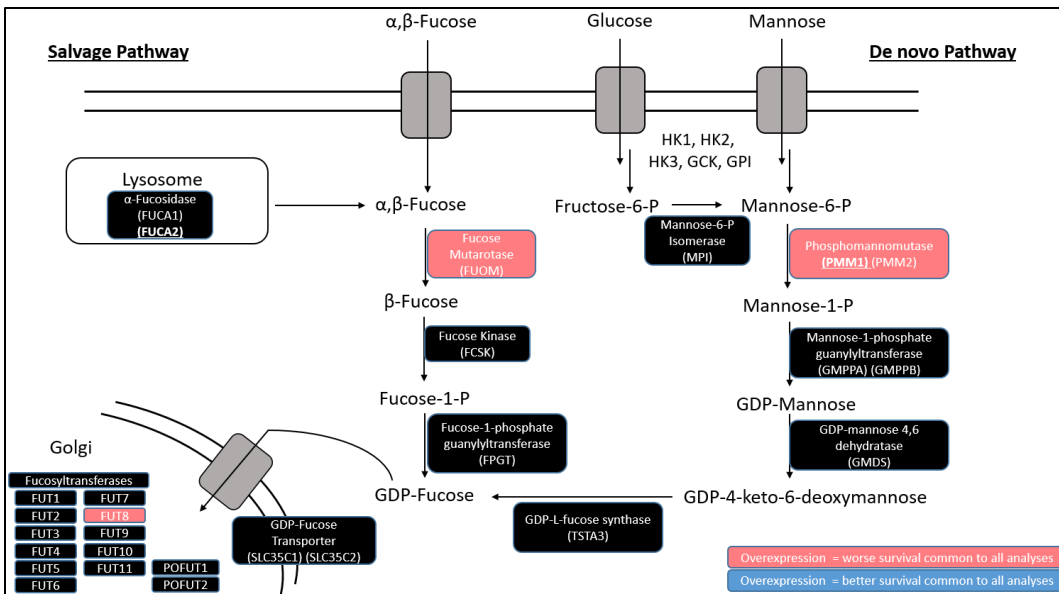 α,β-Fucose
Glucose
Mannose
Salvage Pathway
De novo Pathway
HK1, HK2,
HK3, GCK, GPI
Lysosome
α-Fucosidase
(FUCA1)
(FUCA2)
α,β-Fucose
Fructose-6-P
Mannose-6-P
Mannose-6-P
Isomerase
(MPI)
Fucose
Mutarotase
(FUOM)
Phosphomannomutase
(PMM1) (PMM2)
β-Fucose
Mannose-1-P
Fucose Kinase
(FCSK)
Mannose-1-phosphate
guanylyltransferase
(GMPPA) (GMPPB)
Fucose-1-P
GDP-Mannose
Fucose-1-phosphate
guanylyltransferase
(FPGT)
GDP-mannose 4,6
dehydratase
(GMDS)
Golgi
Fucosyltransferases
FUT1
FUT7
FUT2
FUT8
FUT3
FUT9
FUT4
FUT10
FUT5
FUT11
FUT6
POFUT1
POFUT2
GDP-Fucose
GDP-4-keto-6-deoxymannose
GDP-Fucose
Transporter
(SLC35C1) (SLC35C2)
GDP-L-fucose synthase
(TSTA3)
Overexpression = worse survival common to all analyses
Overexpression = better survival common to all analyses